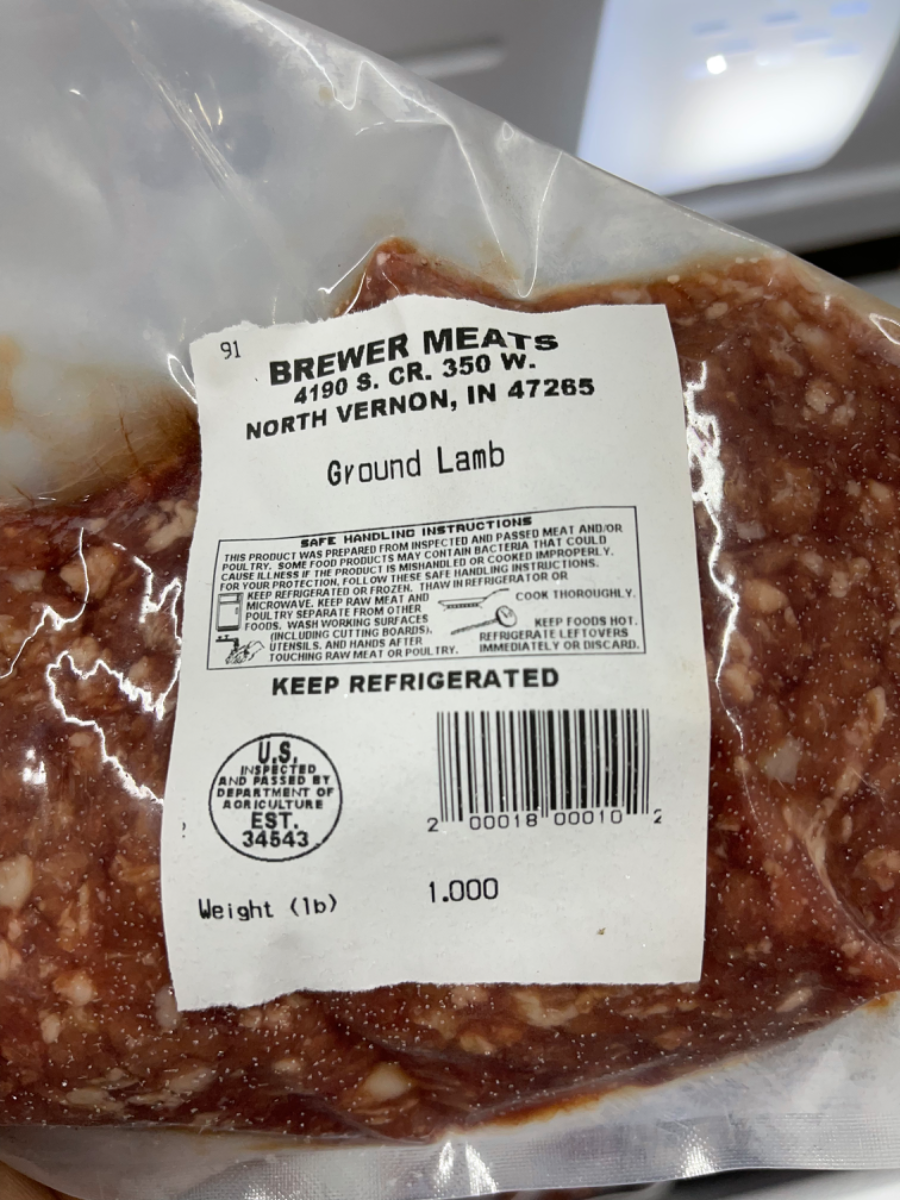 91
BREWER MEATS
4190 S. CR. 350 W.
NORTH VERNON, IN 47265
Ground Lamb
SAFE HANDLING INSTRUCTIONS
THIS PRODUCT WAS PREPARED FROM INSPECTED AND PASSED MEAT AND/OR
POULTRY. SOME FOOD PRODUCTS MAY CONTAIN BACTERIA THAT COULD
CAUSE ILLNESS IF THE PRODUCT IS MISHANDLED OR COOKED IMPROPERLY.
FOR YOUR PROTECTION, FOLLOW THESE SAFE HANDLING INSTRUCTIONS.
KEEP REFRIGERATED OR FROZEN. THAW IN REFRIGERATOR OR
MICROWAVE. KEEP RAW MEAT AND
POULTRY SEPARATE FROM OTHER
FOODS. WASH WORKING SURFACES
(INCLUDING CUTTING BOARDS),
UTENSILS, AND HANDS AFTER
TOUCHING RAW MEAT OR POULTRY.
COOK THOROUGHLY.
KEEP FOODS HOT.
REFRIGERATE LEFTOVERS
IMMEDIATELY OR DISCARD.
KEEP REFRIGERATED
U.S.
INSPECTED
AND PASSED BY
DEPARTMENT OF
AGRICULTURE
EST.
34543
2 00018 00010 2
Weight (lb) 1.000